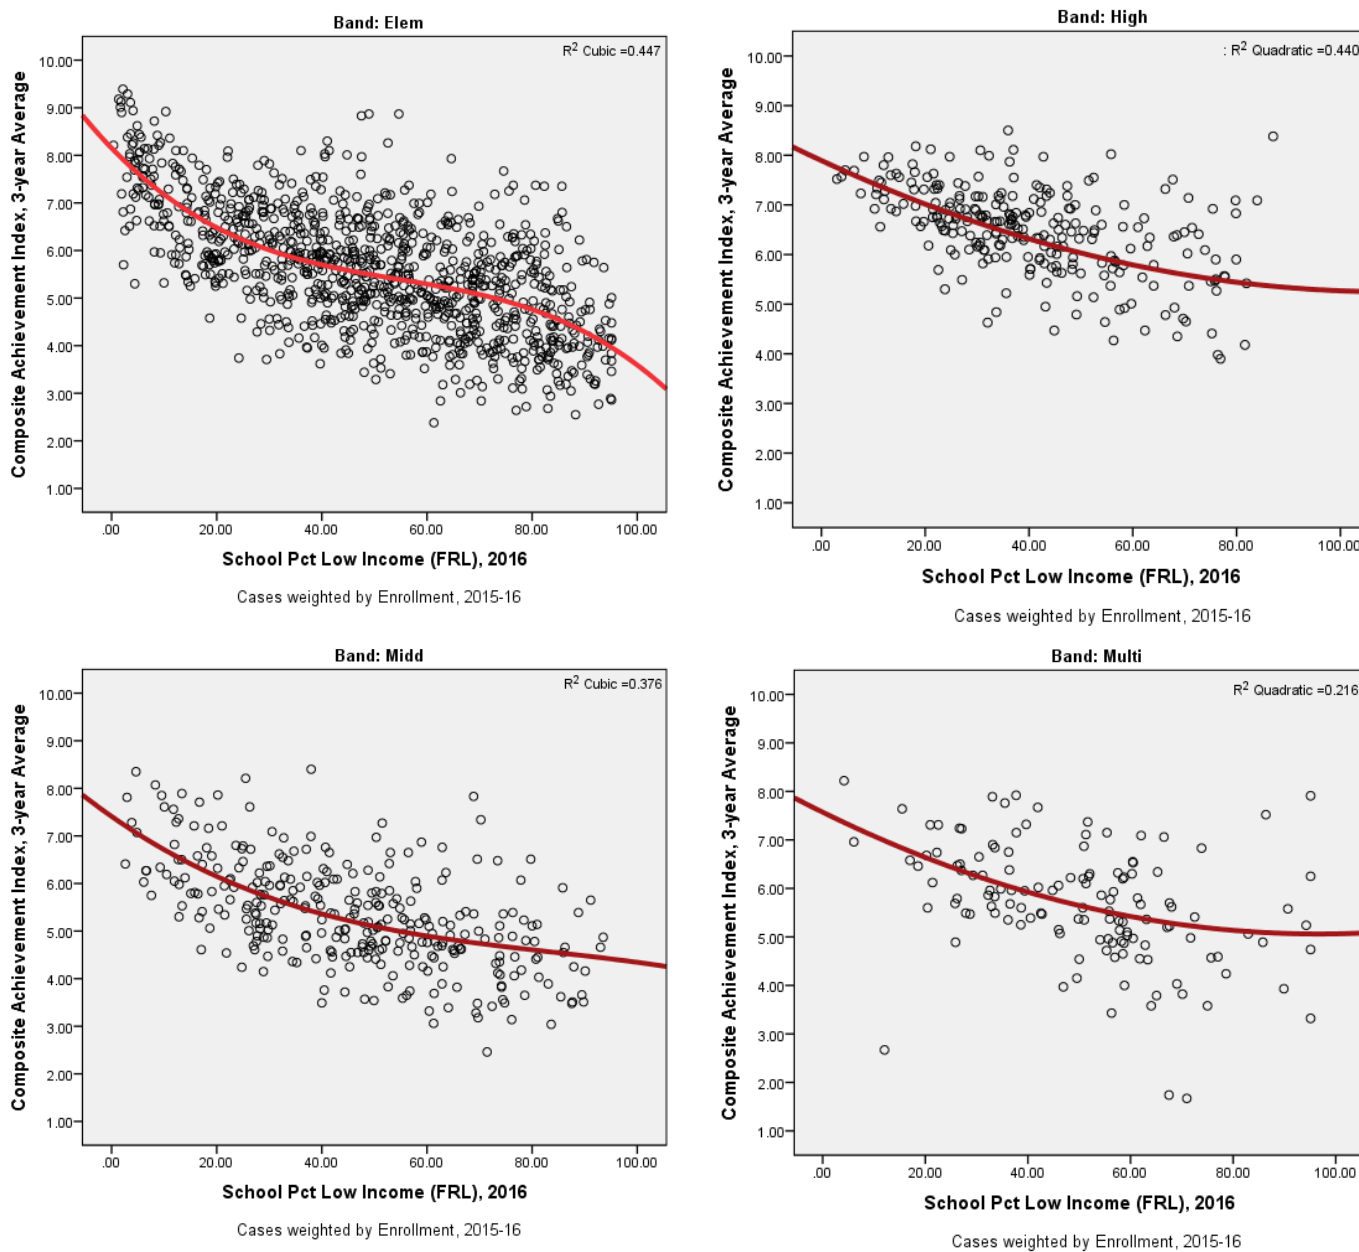 Band: Elem
R2 Cubic =0.447
Composite Achievement Index, 3-year Average
10.00
9.00
8.00
7.00
6.00
5.00
4.00
3.00
2.00
1.00
.00 20.00 40.00 60.00 80.00 100.00
School Pct Low Income (FRL), 2016
Cases weighted by Enrollment, 2015-16
Band: High
: R2 Quadratic =0.440
Composite Achievement Index, 3-year Average
10.00
9.00
8.00
7.00
6.00
5.00
4.00
3.00
2.00
1.00
.00 20.00 40.00 60.00 80.00 100.00
School Pct Low Income (FRL), 2016
Cases weighted by Enrollment, 2015-16
Band: Midd
R2 Cubic =0.376
Composite Achievement Index, 3-year Average
10.00
9.00
8.00
7.00
6.00
5.00
4.00
3.00
2.00
1.00
.00 20.00 40.00 60.00 80.00 100.00
School Pct Low Income (FRL), 2016
Cases weighted by Enrollment, 2015-16
Band: Multi
R2 Quadratic =0.216
Composite Achievement Index, 3-year Average
10.00
9.00
8.00
7.00
6.00
5.00
4.00
3.00
2.00
1.00
.00 20.00 40.00 60.00 80.00 100.00
School Pct Low Income (FRL), 2016
Cases weighted by Enrollment, 2015-16